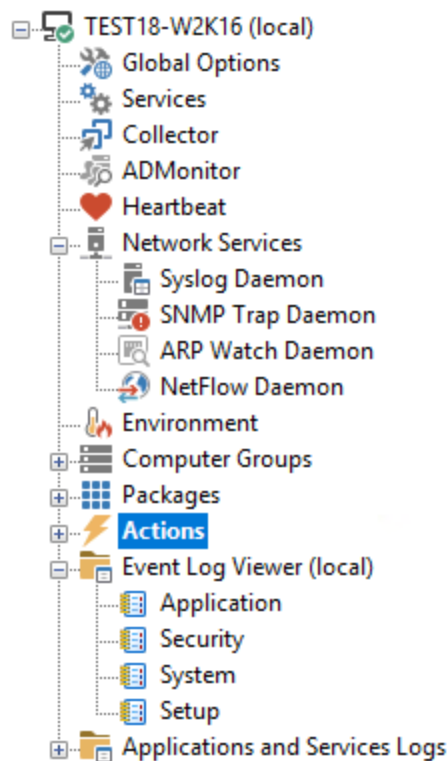 TEST18-W2K16 (local)
Global Options
Services
Collector
ADMonitor
Heartbeat
Network Services
Syslog Daemon
SNMP Trap Daemon
ARP Watch Daemon
NetFlow Daemon
Environment
Computer Groups
Packages
Actions
Event Log Viewer (local)
Application
Security
System
Setup
Applications and Services Logs